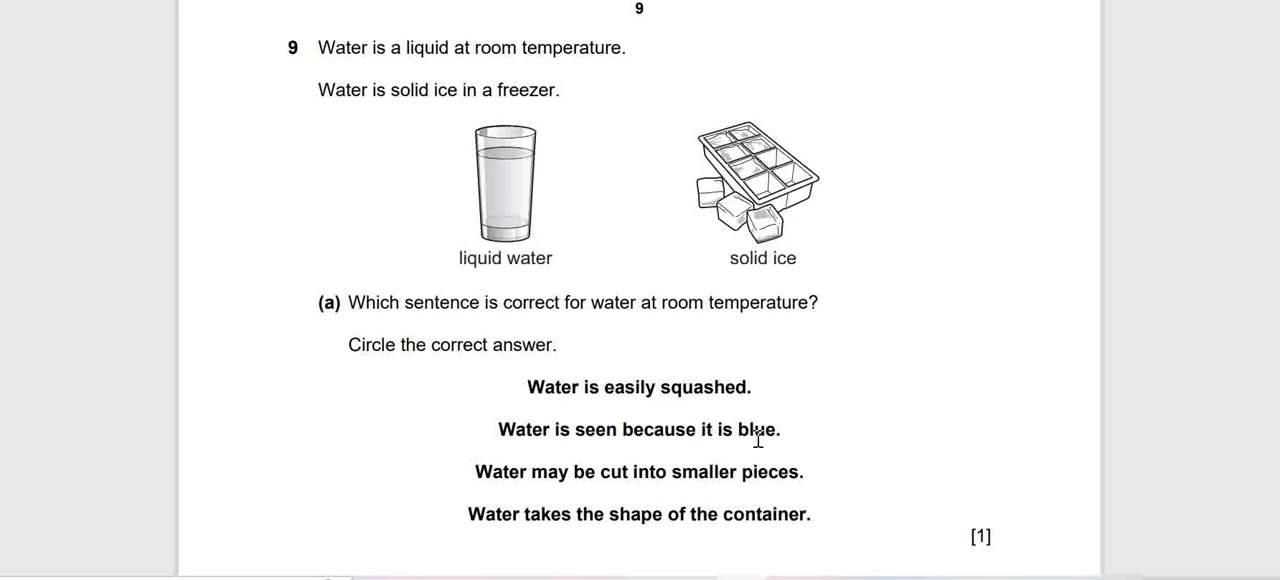 9
9 Water is a liquid at room temperature.
Water is solid ice in a freezer.
liquid water solid ice
(a) Which sentence is correct for water at room temperature?
Circle the correct answer.
Water is easily squashed.
Water is seen because it is blue.
Water may be cut into smaller pieces.
Water takes the shape of the container.
[1]